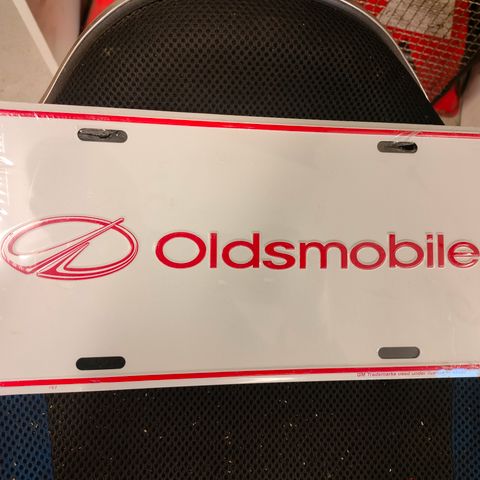 Oldsmobile
GM Trademarks used under